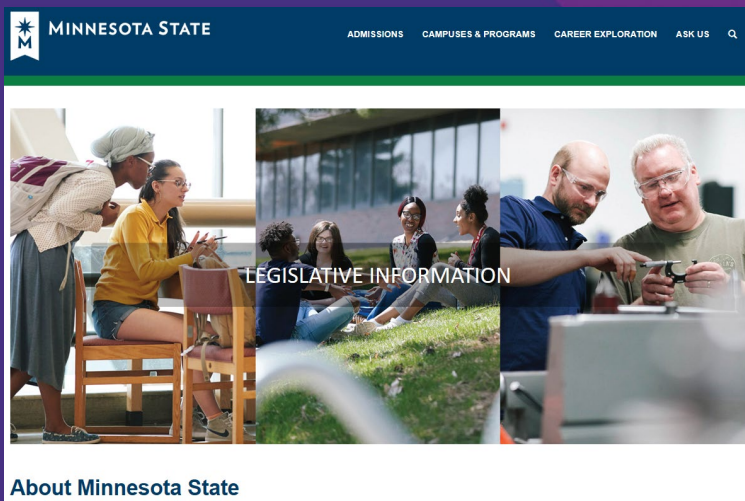 MINNESOTA STATE
ADMISSIONS CAMPUSES & PROGRAMS CAREER EXPLORATION ASK US
LEGISLATIVE INFORMATION
About Minnesota State